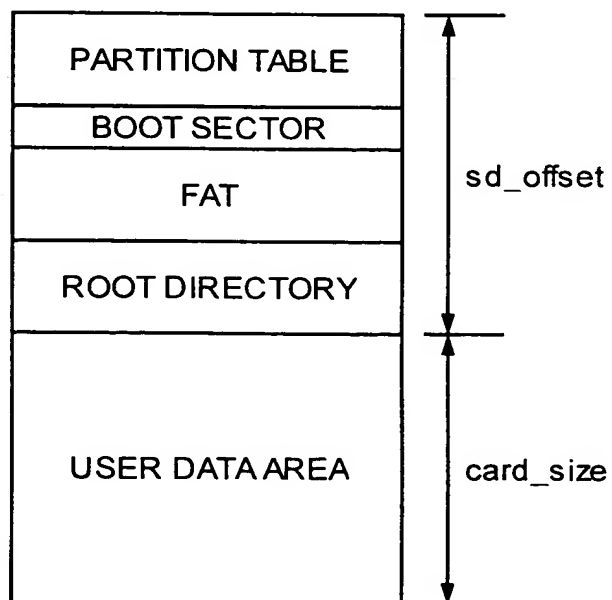 PARTITION TABLE
BOOT SECTOR
FAT
sd_offset
ROOT DIRECTORY
USER DATA AREA
card_size